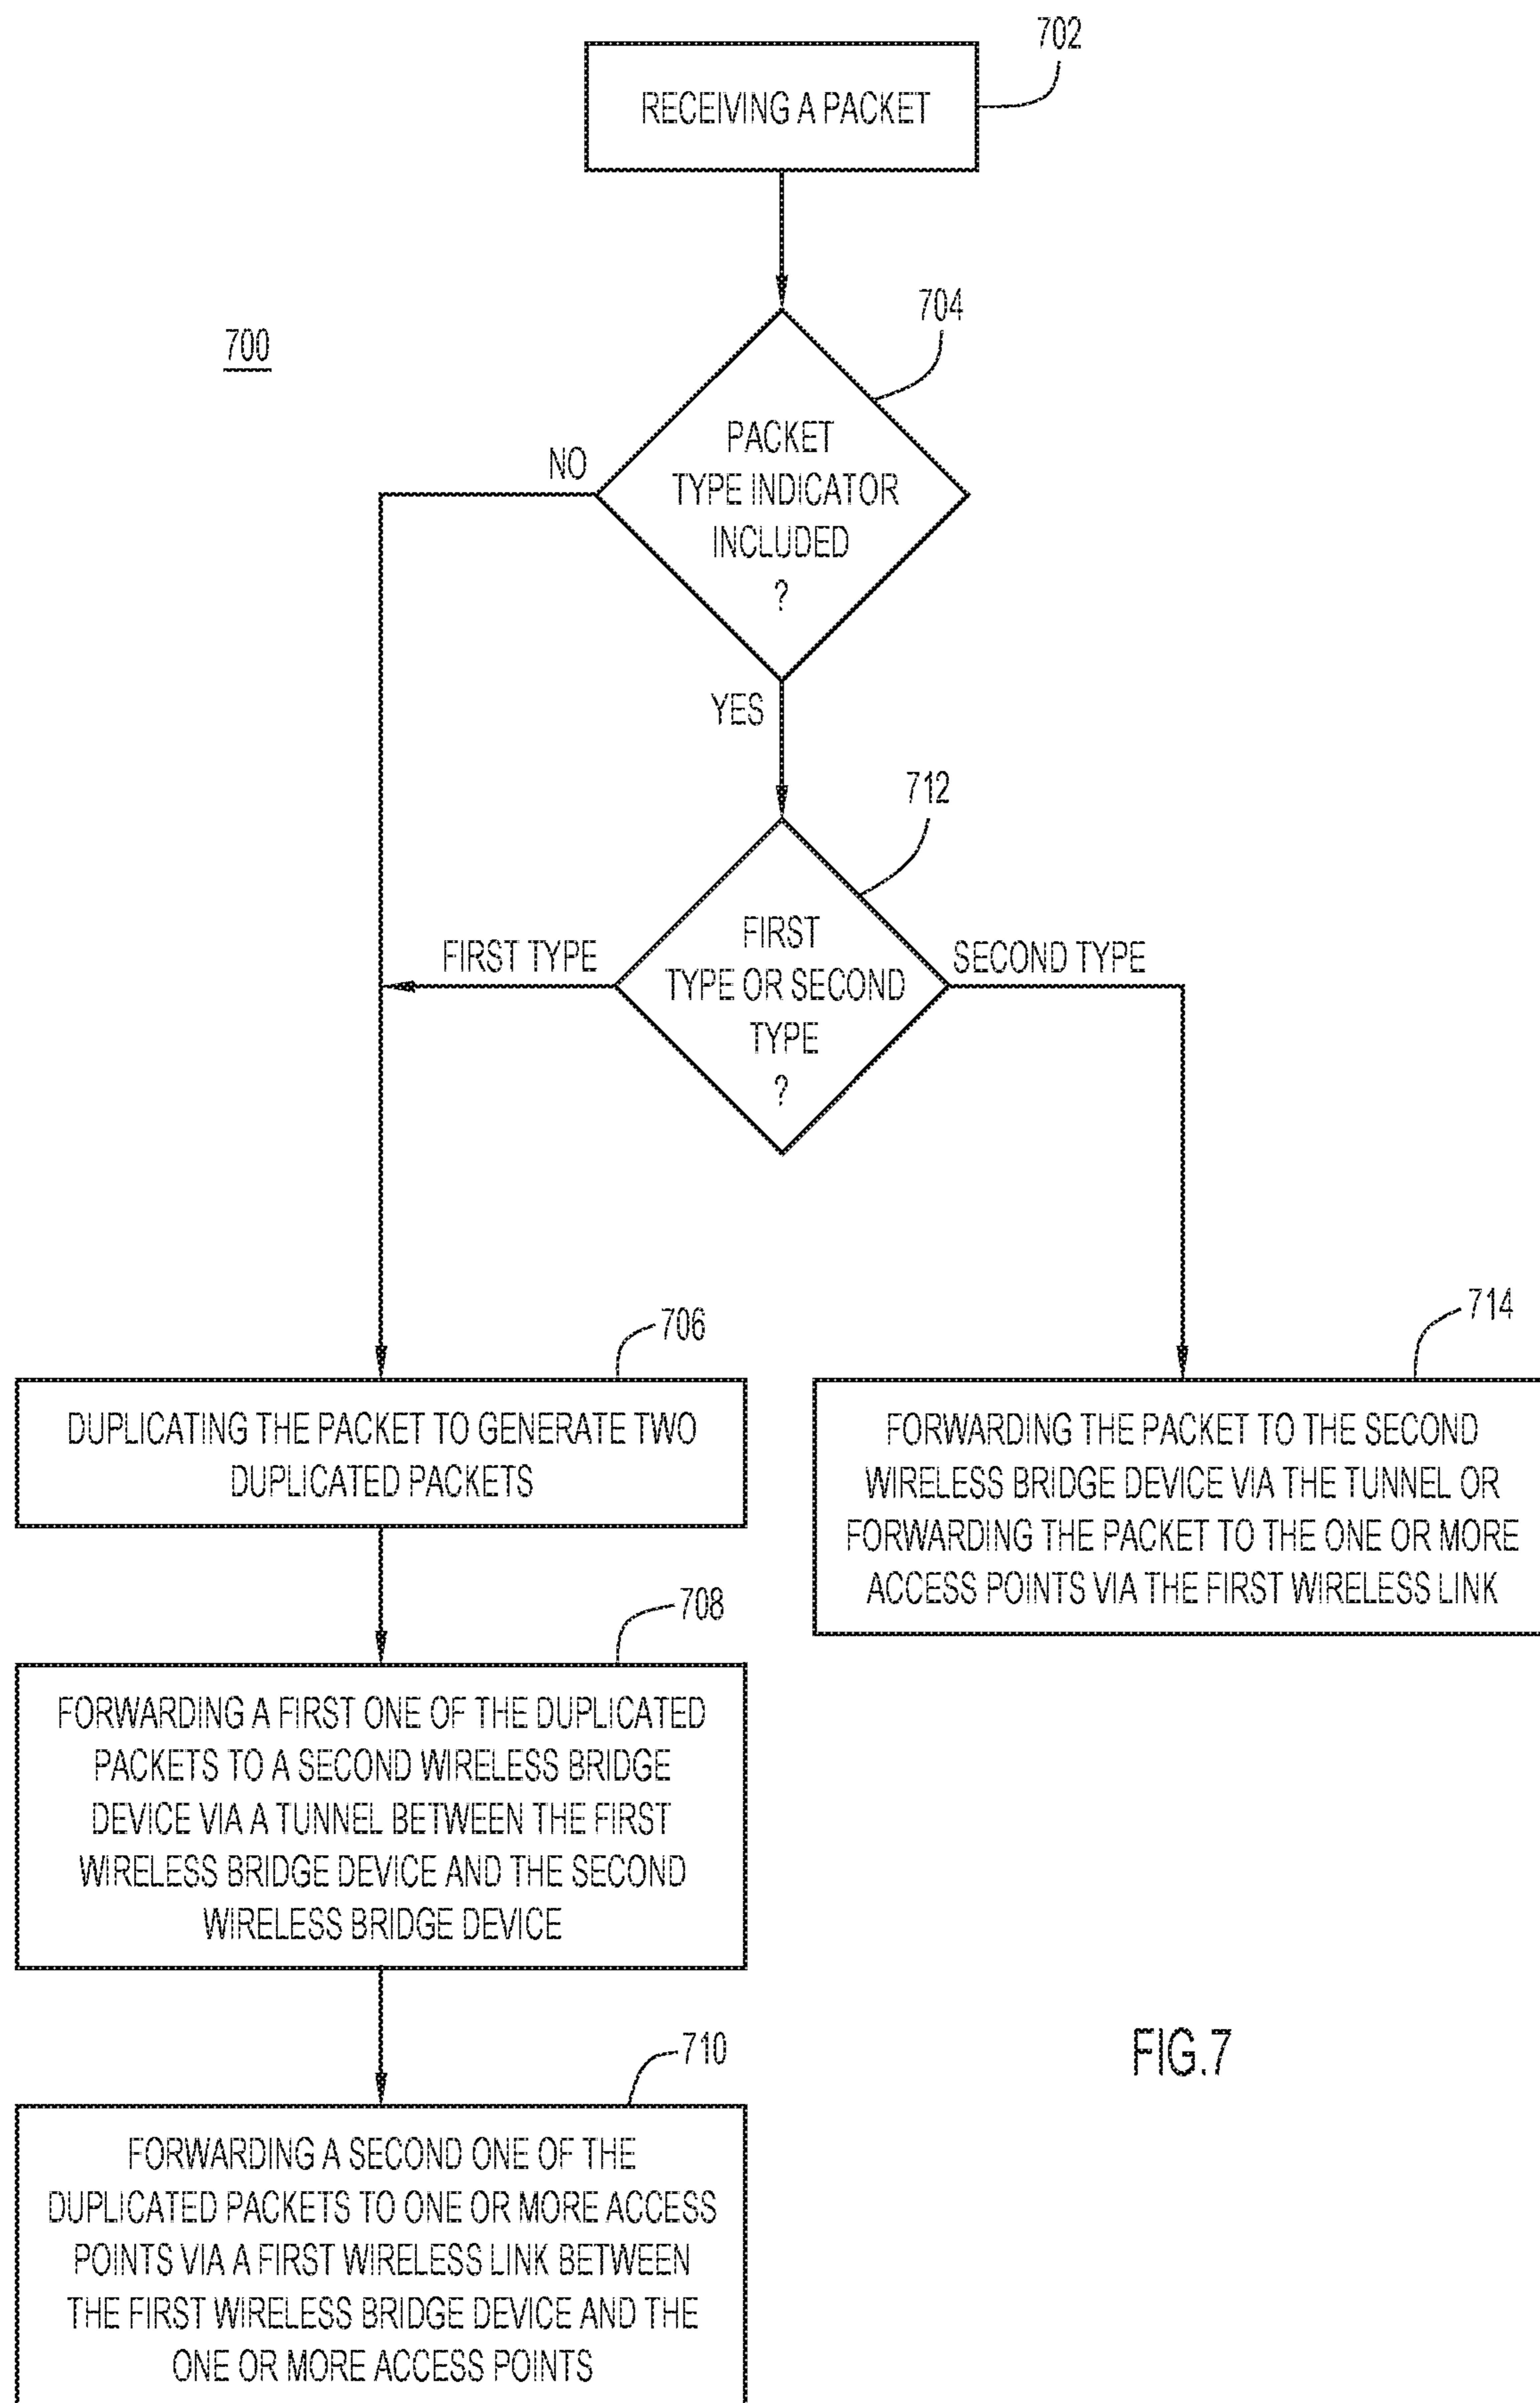 702
RECEIVING A PACKET
704
700
PACKET
TYPE INDICATOR
INCLUDED
?
NO
YES
712
FIRST
TYPE OR SECOND
TYPE
?
FIRST TYPE
SECOND TYPE
706
DUPLICATING THE PACKET TO GENERATE TWO
DUPLICATED PACKETS
714
FORWARDING THE PACKET TO THE SECOND
WIRELESS BRIDGE DEVICE VIA THE TUNNEL OR
FORWARDING THE PACKET TO THE ONE OR MORE
ACCESS POINTS VIA THE FIRST WIRELESS LINK
708
FORWARDING A FIRST ONE OF THE DUPLICATED
PACKETS TO A SECOND WIRELESS BRIDGE
DEVICE VIA A TUNNEL BETWEEN THE FIRST
WIRELESS BRIDGE DEVICE AND THE SECOND
WIRELESS BRIDGE DEVICE
710
FORWARDING A SECOND ONE OF THE
DUPLICATED PACKETS TO ONE OR MORE ACCESS
POINTS VIA A FIRST WIRELESS LINK BETWEEN
THE FIRST WIRELESS BRIDGE DEVICE AND THE
ONE OR MORE ACCESS POINTS
FIG.7